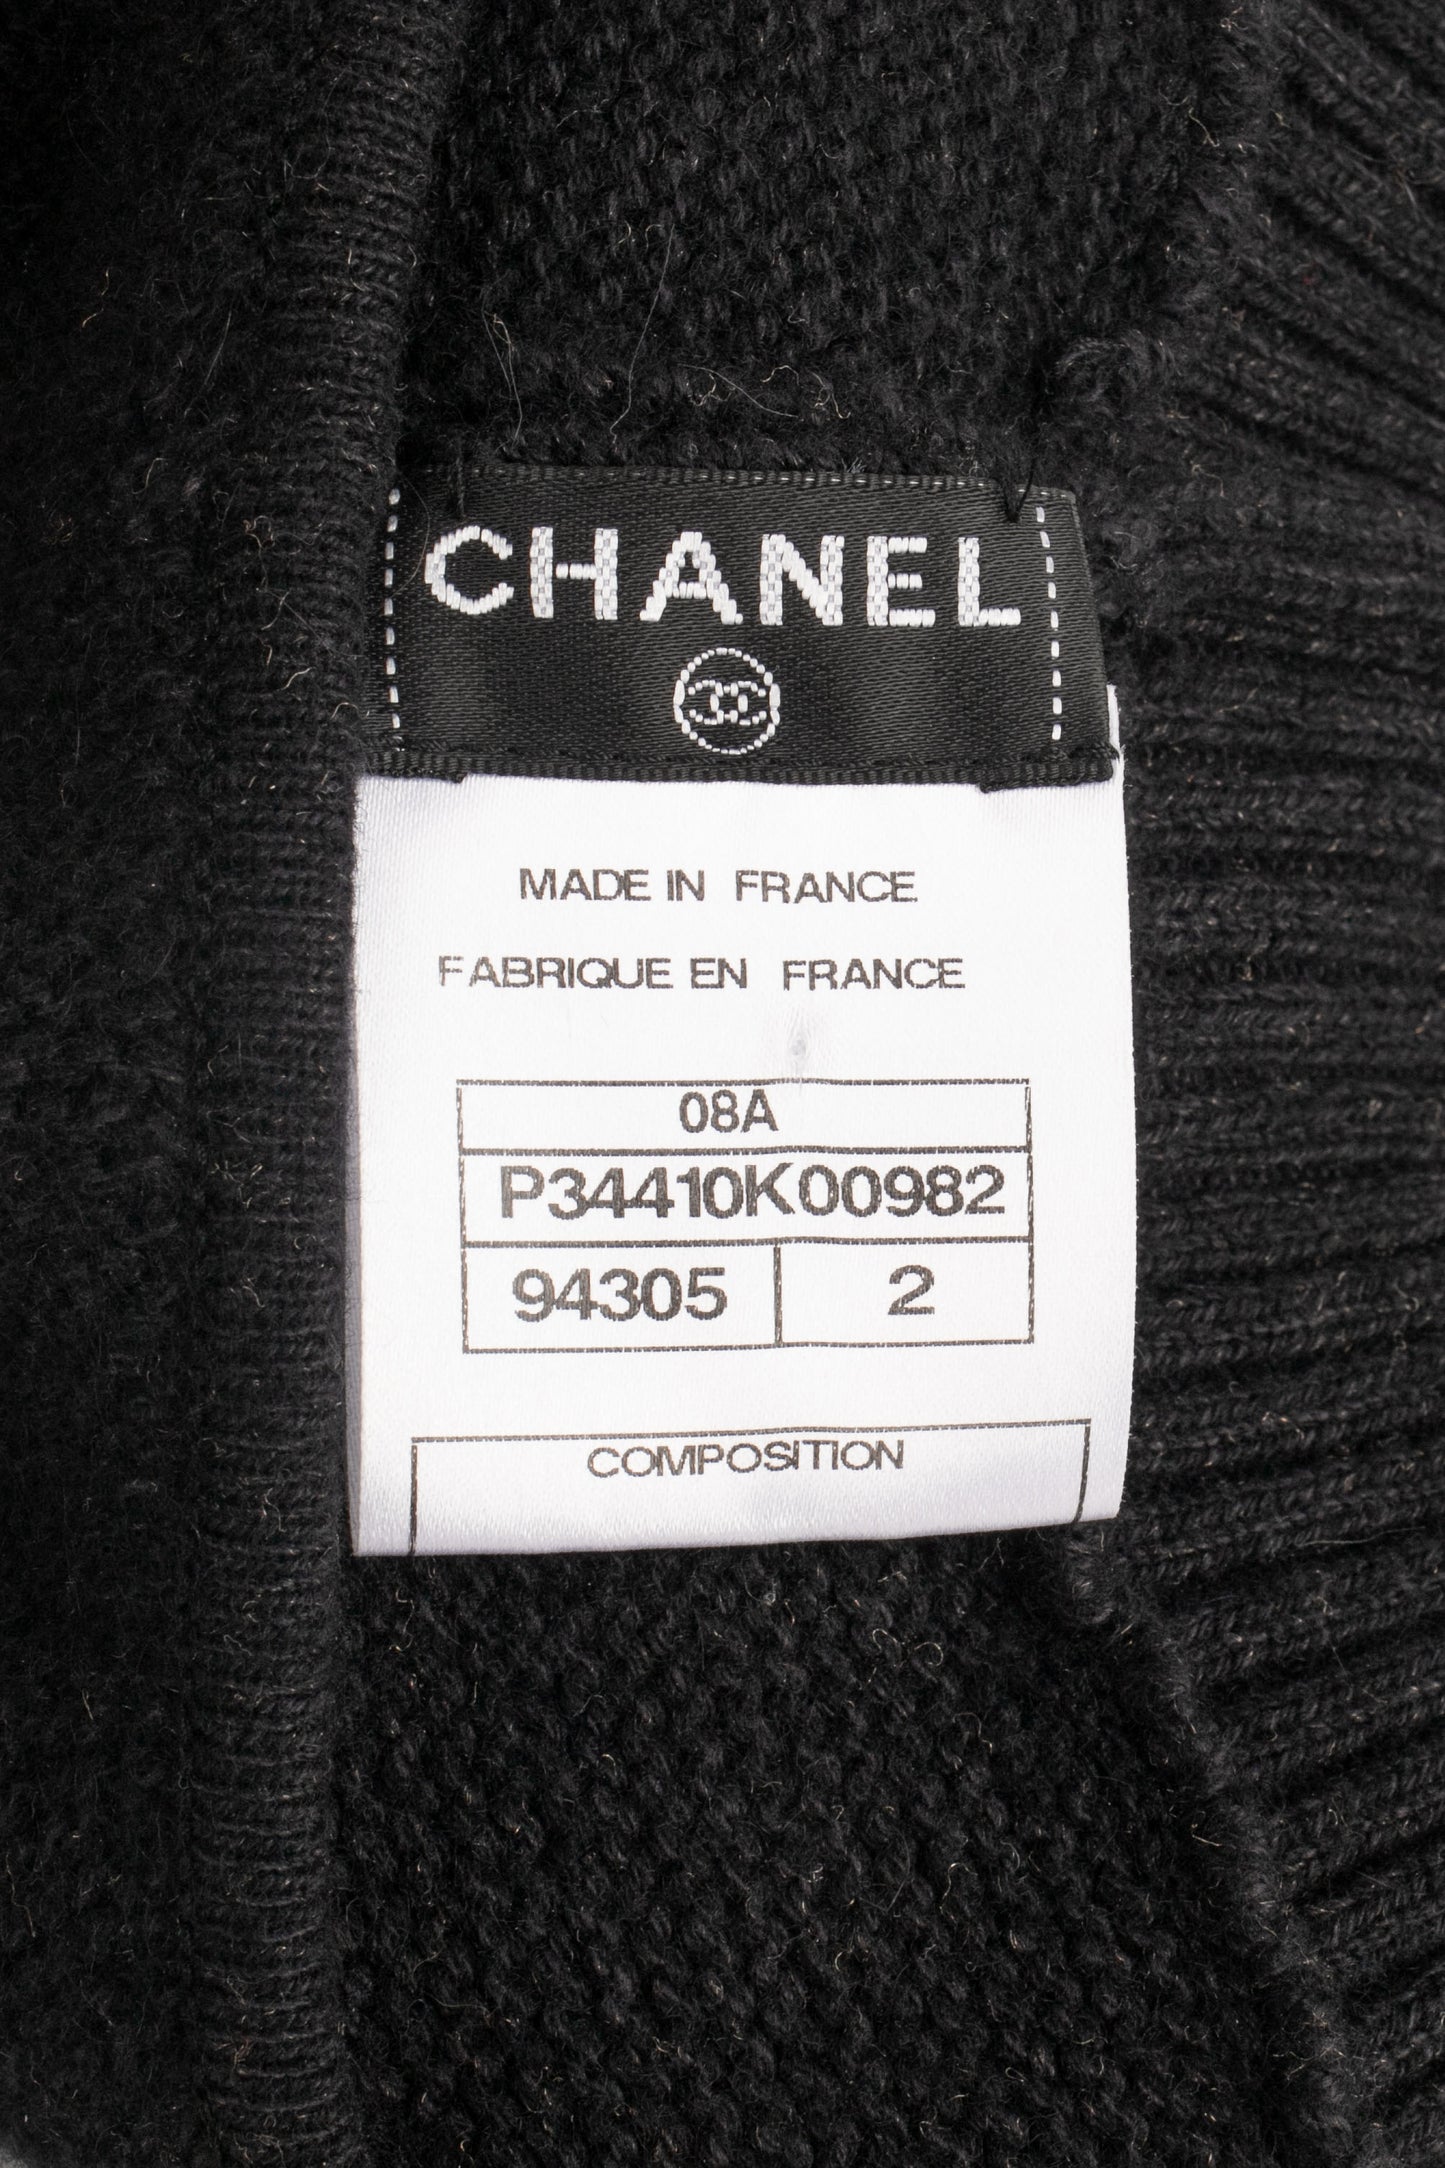 CHANEL
MADE IN FRANCE
FABRIQUE EN FRANCE
08A
P34410K00982
94305 2
COMPOSITION